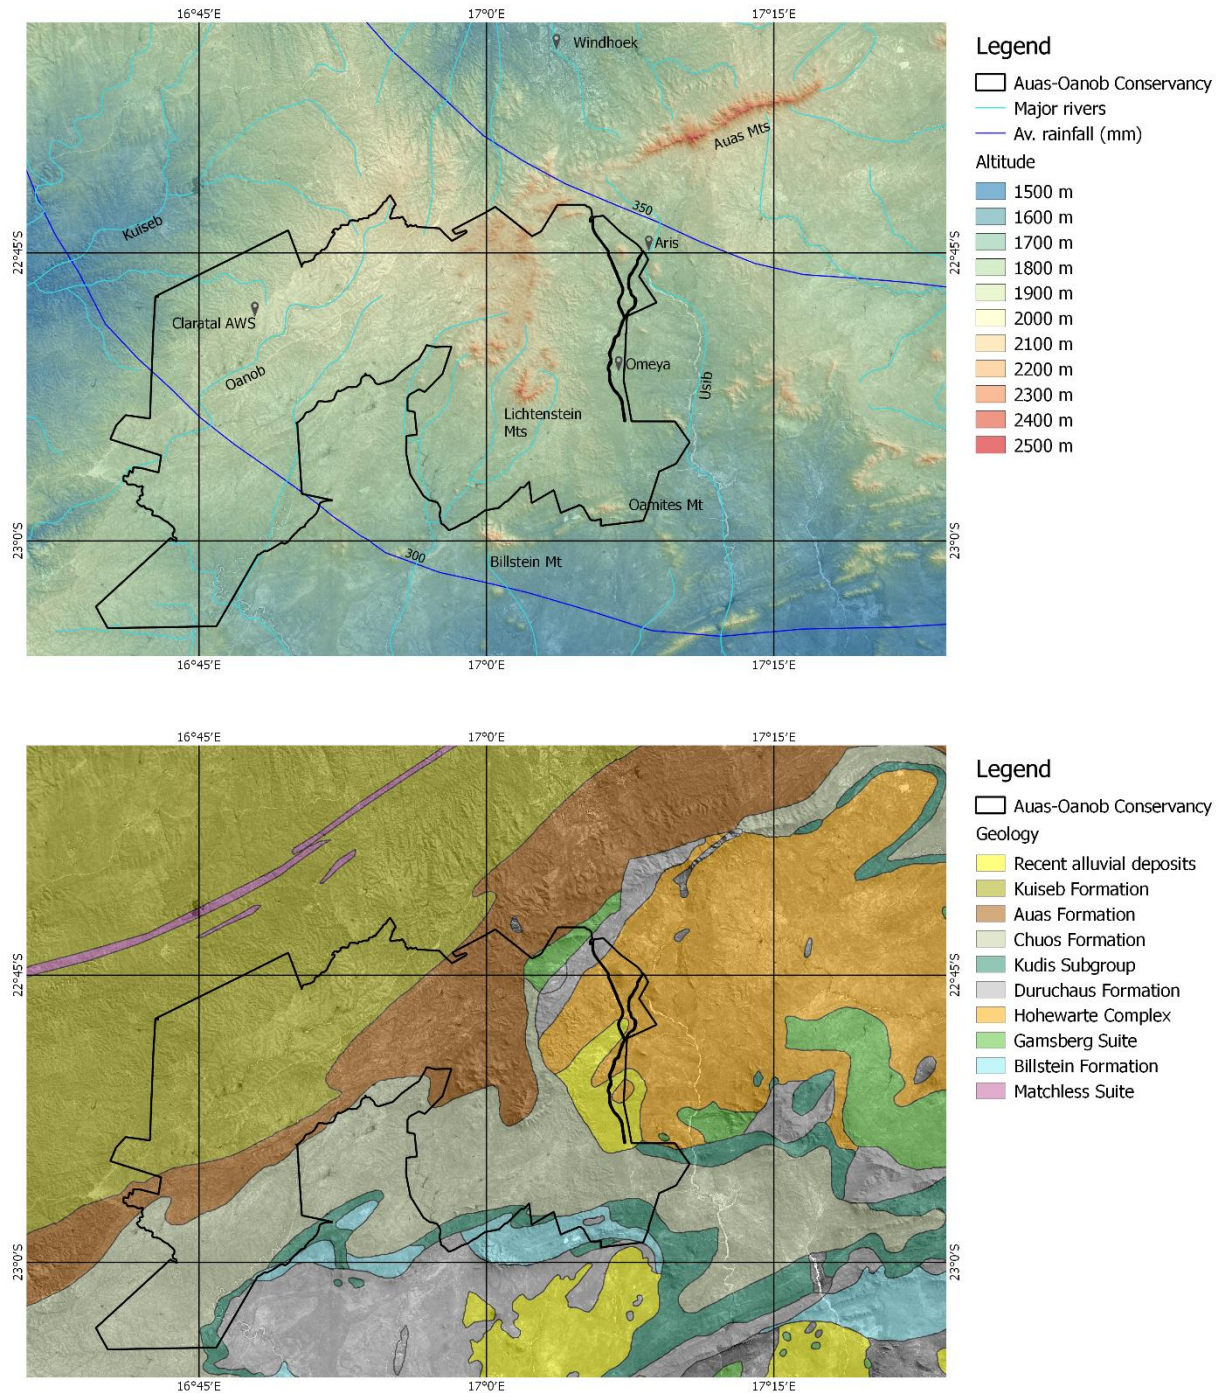 16°45′E
17°0′E
17°15′E
Windhoek
Auas Mts
Kuiseb
350
Aris
22°45′S
22°45′S
Claratal AWS
Oanob
Omeya
Usib
Lichtenstein
Mts
Oamites Mt
23°0′S
23°0′S
300
Billstein Mt
16°45′E
17°0′E
17°15′E
Legend
Auas-Oanob Conservancy
Major rivers
Av. rainfall (mm)
Altitude
1500 m
1600 m
1700 m
1800 m
1900 m
2000 m
2100 m
2200 m
2300 m
2400 m
2500 m
16°45′E
17°0′E
17°15′E
22°45′S
22°45′S
23°0′S
23°0′S
16°45′E
17°0′E
17°15′E
Legend
Auas-Oanob Conservancy
Geology
Recent alluvial deposits
Kuiseb Formation
Auas Formation
Chuos Formation
Kudis Subgroup
Duruchaus Formation
Hohewarte Complex
Gamsberg Suite
Billstein Formation
Matchless Suite